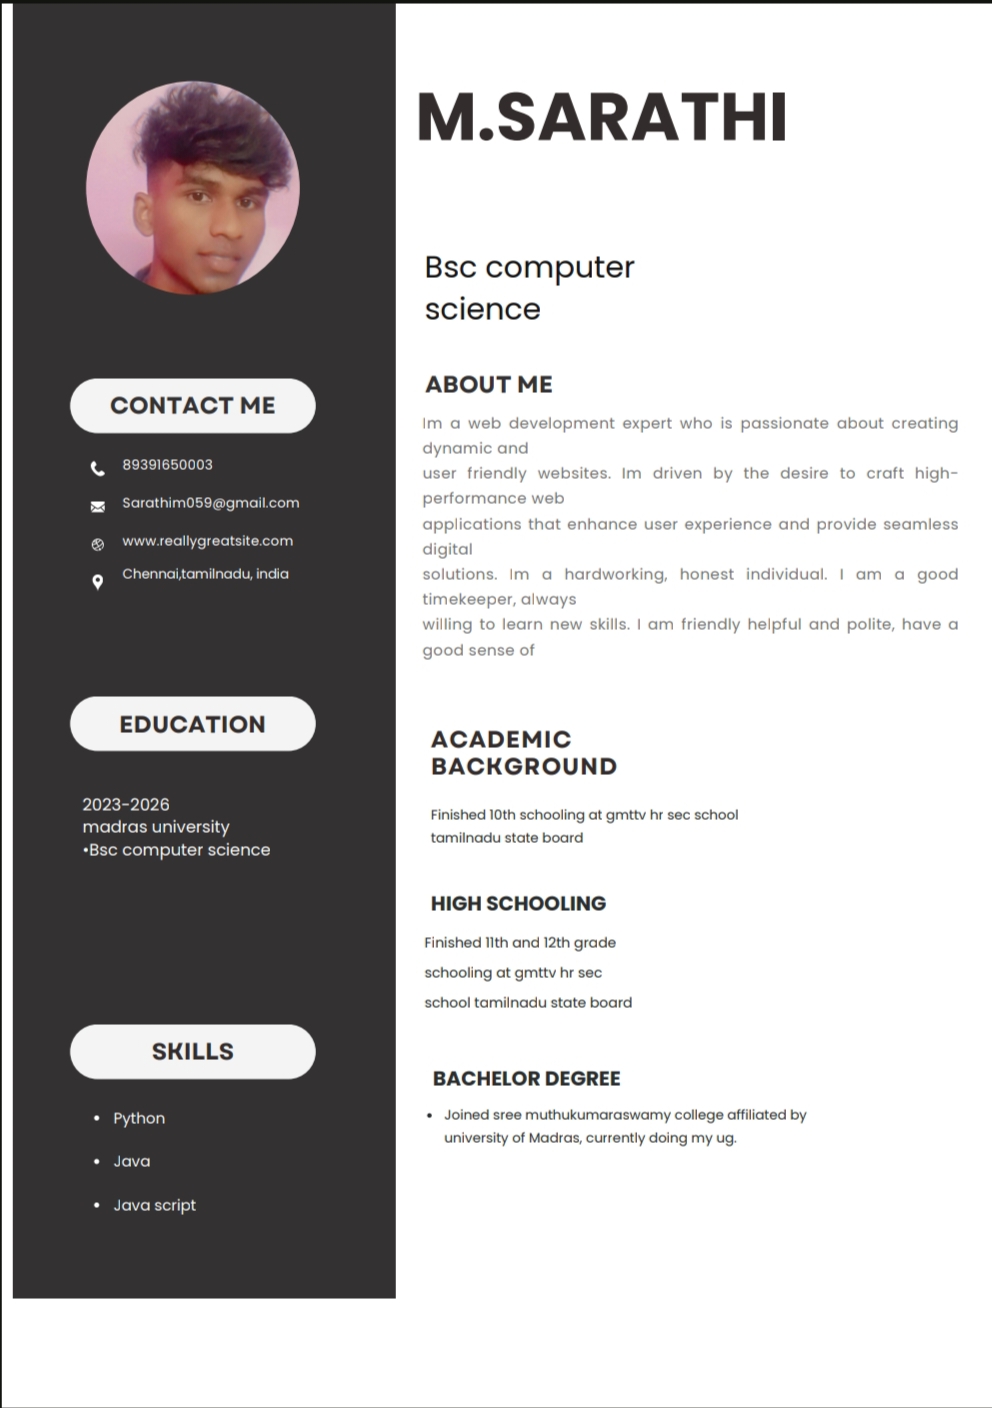 M.SARATHI
Bsc computer
science
CONTACT ME
89391650003
Sarathim059@gmail.com
www.reallygreatsite.com
Chennai,tamilnadu, india
EDUCATION
2023-2026
madras university
•Bsc computer science
SKILLS
• Python
• Java
• Java script
ABOUT ME
Im a web development expert who is passionate about creating
dynamic and
user friendly websites. Im driven by the desire to craft high-
performance web
applications that enhance user experience and provide seamless
digital
solutions. Im a hardworking, honest individual. I am a good
timekeeper, always
willing to learn new skills. I am friendly helpful and polite, have a
good sense of
ACADEMIC
BACKGROUND
Finished 10th schooling at gmttv hr sec school
tamilnadu state board
HIGH SCHOOLING
Finished 11th and 12th grade
schooling at gmttv hr sec
school tamilnadu state board
BACHELOR DEGREE
• Joined sree muthukumaraswamy college affiliated by
university of Madras, currently doing my ug.